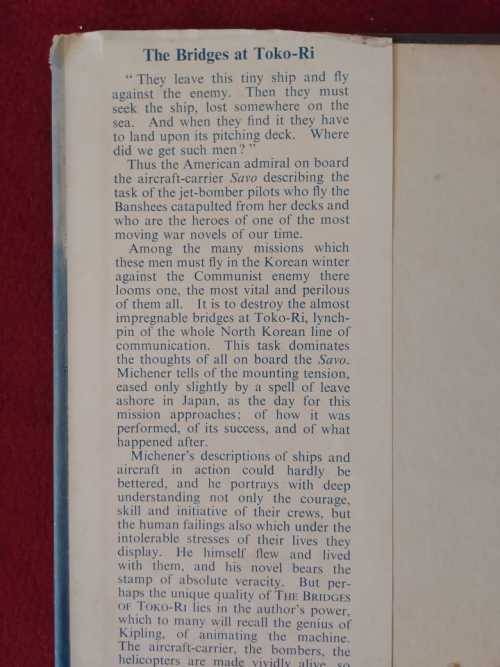 The Bridges at Toko-Ri
" They leave this tiny ship and fly
against the enemy. Then they must
seek the ship, lost somewhere on the
sea. And when they find it they have
to land upon its pitching deck. Where
did we get such men? "
Thus the American admiral on board
the aircraft-carrier Savo describing the
task of the jet-bomber pilots who fly the
Banshees catapulted from her decks and
who are the heroes of one of the most
moving war novels of our time.
Among the many missions which
these men must fly in the Korean winter
against the Communist enemy there
looms one, the most vital and perilous
of them all. It is to destroy the almost
impregnable bridges at Toko-Ri, lynch-
pin of the whole North Korean line of
communication. This task dominates
the thoughts of all on board the Savo.
Michener tells of the mounting tension,
eased only slightly by a spell of leave
ashore in Japan, as the day for this
mission approaches; of how it was
performed, of its success, and of what
happened after.
Michener's descriptions of ships and
aircraft in action could hardly be
bettered, and he portrays with deep
understanding not only the courage,
skill and initiative of their crews, but
the human failings also which under the
intolerable stresses of their lives they
display. He himself flew and lived
with them, and his novel bears the
stamp of absolute veracity. But per-
haps the unique quality of THE BRIDGES
OF TOKO-RI lies in the author's power,
which to many will recall the genius of
Kipling, of animating the machine.
The aircraft-carrier, the bombers, the
helicopters are made vividly alive, so